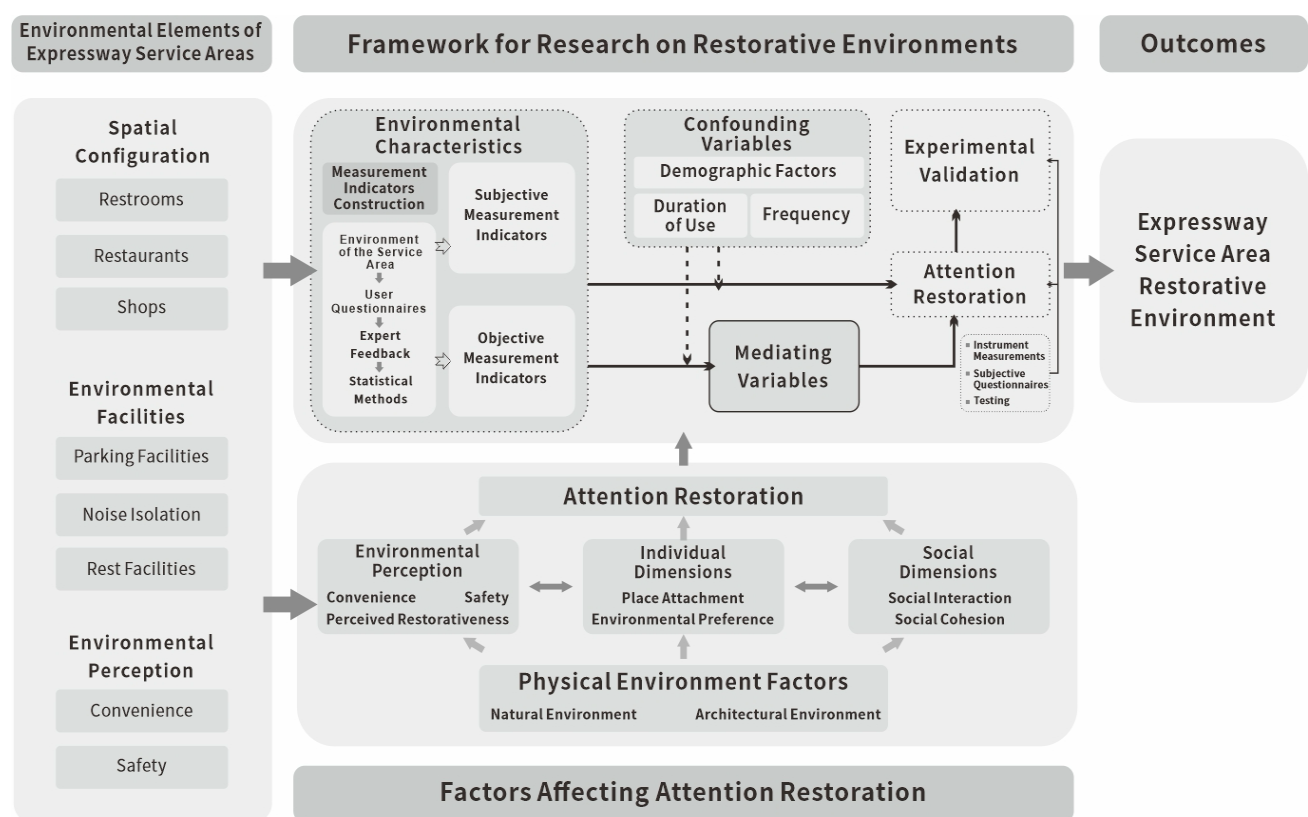 Environmental Elements of
Expressway Service Areas
Spatial
Configuration
Restrooms
Restaurants
Shops
Environmental
Facilities
Parking Facilities
Noise Isolation
Rest Facilities
Environmental
Perception
Convenience
Safety
Framework for Research on Restorative Environments
Environmental
Characteristics
Measurement
Indicators
Construction
Environment
of the Service
Area
User
Questionnaires
Expert
Feedback
Statistical
Methods
Subjective
Measurement
Indicators
Objective
Measurement
Indicators
Confounding
Variables
Demographic Factors
Duration
of Use
Frequency
Mediating
Variables
Experimental
Validation
Attention
Restoration
Instrument
Measurements
Subjective
Questionnaires
Testing
Attention Restoration
Environmental
Perception
Convenience Safety
Perceived Restorativeness
Individual
Dimensions
Place Attachment
Environmental Preference
Social
Dimensions
Social Interaction
Social Cohesion
Physical Environment Factors
Natural Environment Architectural Environment
Factors Affecting Attention Restoration
Outcomes
Expressway
Service Area
Restorative
Environment